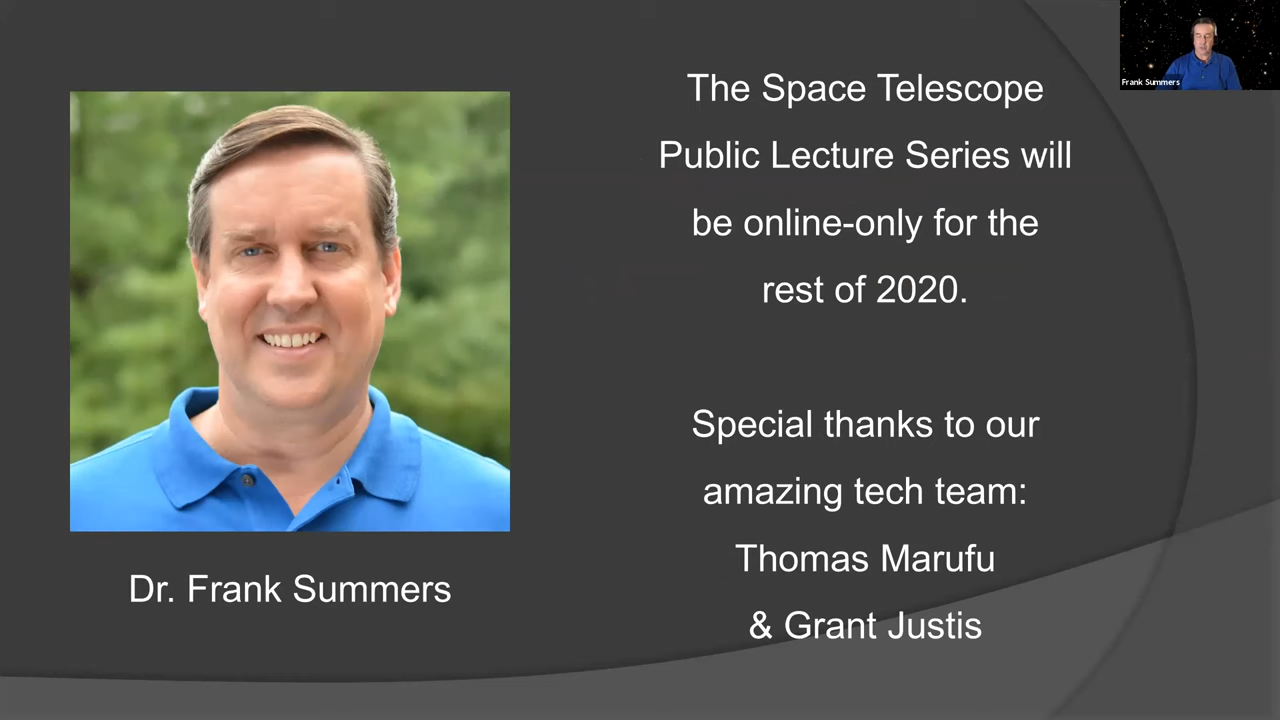 The Space Telescope
Public Lecture Series will
be online-only for the
rest of 2020.
Special thanks to our
amazing tech team:
Thomas Marufu
& Grant Justis
Dr. Frank Summers
Frank Summers